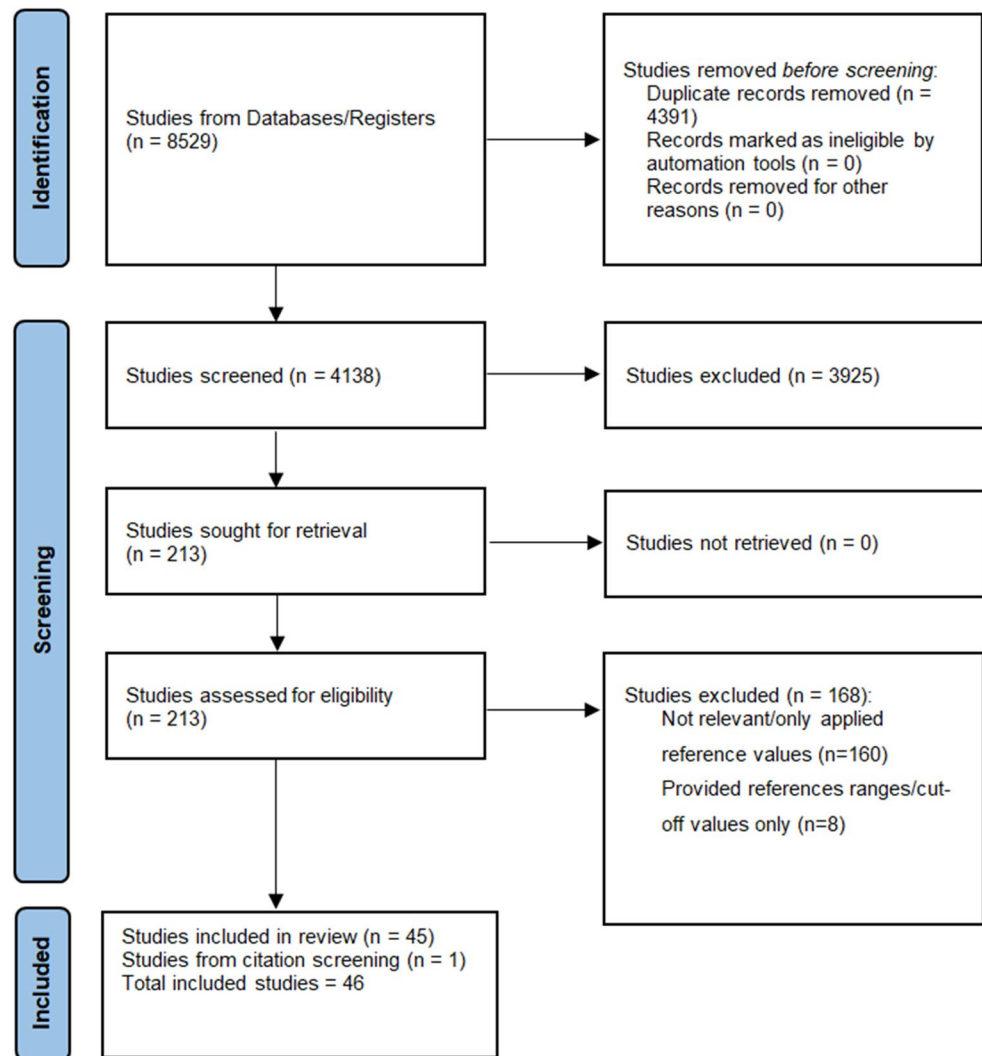 Identification
Studies from Databases/Registers
(n = 8529)
Studies removed before screening:
Duplicate records removed (n =
4391)
Records marked as ineligible by
automation tools (n = 0)
Records removed for other
reasons (n = 0)
Screening
Studies screened (n = 4138)
Studies excluded (n = 3925)
Studies sought for retrieval
(n = 213)
Studies not retrieved (n = 0)
Studies assessed for eligibility
(n = 213)
Studies excluded (n = 168):
Not relevant/only applied
reference values (n=160)
Provided references ranges/cut-
off values only (n=8)
Included
Studies included in review (n = 45)
Studies from citation screening (n = 1)
Total included studies = 46